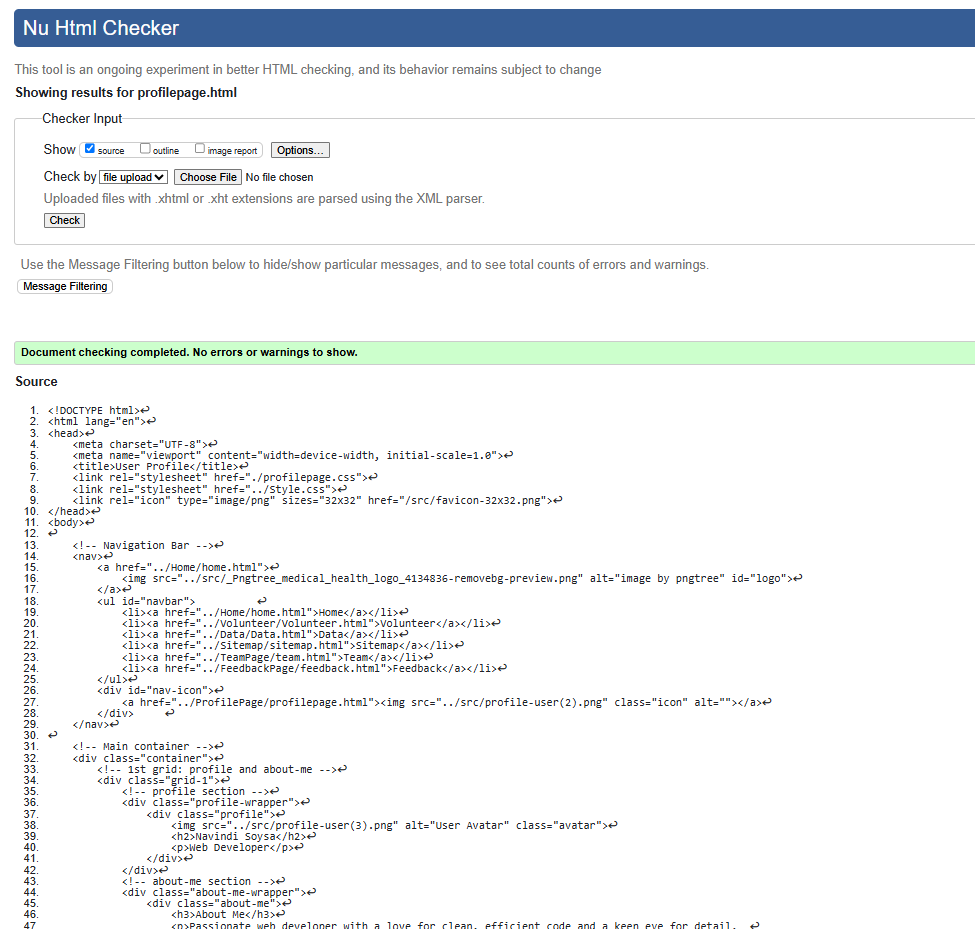 Nu Html Checker
This tool is an ongoing experiment in better HTML checking, and its behavior remains subject to change
Showing results for profilepage.html
Checker Input
Show source outline image report Options...
Check by file upload Choose File No file chosen
Uploaded files with .xhtml or .xht extensions are parsed using the XML parser.
Check
Use the Message Filtering button below to hide/show particular messages, and to see total counts of errors and warnings.
Message Filtering
Document checking completed. No errors or warnings to show.
Source
1. <!DOCTYPE html>↩
2. <html lang="en">↩
3. <head>↩
4.     <meta charset="UTF-8">↩
5.     <meta name="viewport" content="width=device-width, initial-scale=1.0">↩
6.     <title>User Profile</title>↩
7.     <link rel="stylesheet" href="./profilepage.css">↩
8.     <link rel="stylesheet" href="../Style.css">↩
9.     <link rel="icon" type="image/png" sizes="32x32" href="/src/favicon-32x32.png">↩
10. </head>↩
11. <body>↩
12. ↩
13.     <!-- Navigation Bar -->↩
14.     <nav>↩
15.         <a href="../Home/home.html">↩
16.             <img src="../src/_Pngtree_medical_health_logo_4134836-removebg-preview.png" alt="image by pngtree" id="logo">↩
17.         </a>↩
18.         <ul id="navbar">          ↩
19.             <li><a href="../Home/home.html">Home</a></li>↩
20.             <li><a href="../Volunteer/Volunteer.html">Volunteer</a></li>↩
21.             <li><a href="../Data/Data.html">Data</a></li>↩
22.             <li><a href="../Sitemap/sitemap.html">Sitemap</a></li>↩
23.             <li><a href="../TeamPage/team.html">Team</a></li>↩
24.             <li><a href="../FeedbackPage/feedback.html">Feedback</a></li>↩
25.         </ul>↩
26.         <div id="nav-icon">↩
27.             <a href="../ProfilePage/profilepage.html"><img src="../src/profile-user(2).png" class="icon" alt=""></a>↩
28.         </div>     ↩
29.     </nav>↩
30. ↩
31.     <!-- Main container -->↩
32.     <div class="container">↩
33.         <!-- 1st grid: profile and about-me -->↩
34.         <div class="grid-1">↩
35.             <!-- profile section -->↩
36.             <div class="profile-wrapper">↩
37.                 <div class="profile">↩
38.                     <img src="../src/profile-user(3).png" alt="User Avatar" class="avatar">↩
39.                     <h2>Navindi Soysa</h2>↩
40.                     <p>Web Developer</p>↩
41.                 </div>↩
42.             </div>↩
43.             <!-- about-me section -->↩
44.             <div class="about-me-wrapper">↩
45.                 <div class="about-me">↩
46.                     <h3>About Me</h3>↩
47.                     <p>Passionate web developer with a love for clean, efficient code and a keen eye for detail.  ↩